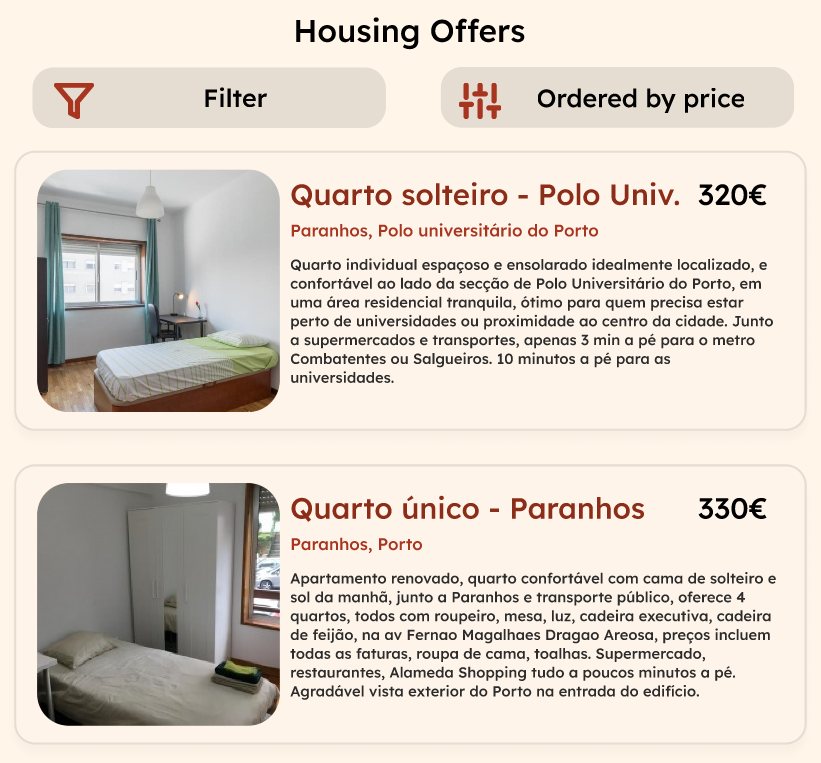 Housing Offers
Filter
Ordered by price
Quarto solteiro - Polo Univ. 320€
Paranhos, Polo universitário do Porto
Quarto individual espaçoso e ensolarado idealmente localizado, e
confortável ao lado da secção de Polo Universitário do Porto, em
uma área residencial tranquila, ótimo para quem precisa estar
perto de universidades ou proximidade ao centro da cidade. Junto
a supermercados e transportes, apenas 3 min a pé para o metro
Combatentes ou Salgueiros. 10 minutos a pé para as
universidades.
Quarto único - Paranhos 330€
Paranhos, Porto
Apartamento renovado, quarto confortável com cama de solteiro e
sol da manhã, junto a Paranhos e transporte público, oferece 4
quartos, todos com roupeiro, mesa, luz, cadeira executiva, cadeira
de feijão, na av Fernao Magalhaes Dragao Areosa, preços incluem
todas as faturas, roupa de cama, toalhas. Supermercado,
restaurantes, Alameda Shopping tudo a poucos minutos a pé.
Agradável vista exterior do Porto na entrada do edifício.